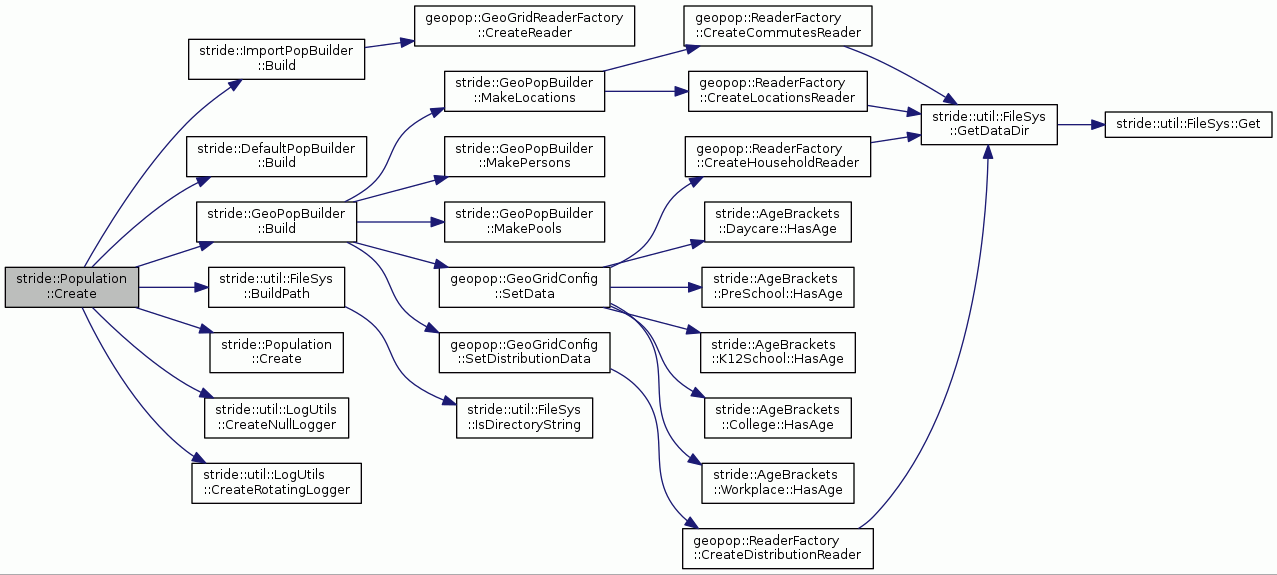 stride::Population
::Create
stride::ImportPopBuilder
::Build
stride::DefaultPopBuilder
::Build
stride::GeoPopBuilder
::Build
stride::util::FileSys
::BuildPath
stride::Population
::Create
stride::util::LogUtils
::CreateNullLogger
stride::util::LogUtils
::CreateRotatingLogger
geopop::GeoGridReaderFactory
::CreateReader
stride::GeoPopBuilder
::MakeLocations
stride::GeoPopBuilder
::MakePersons
stride::GeoPopBuilder
::MakePools
geopop::GeoGridConfig
::SetData
geopop::GeoGridConfig
::SetDistributionData
stride::util::FileSys
::IsDirectoryString
geopop::ReaderFactory
::CreateCommutesReader
geopop::ReaderFactory
::CreateLocationsReader
geopop::ReaderFactory
::CreateHouseholdReader
stride::AgeBrackets
::Daycare::HasAge
stride::AgeBrackets
::PreSchool::HasAge
stride::AgeBrackets
::K12School::HasAge
stride::AgeBrackets
::College::HasAge
stride::AgeBrackets
::Workplace::HasAge
geopop::ReaderFactory
::CreateDistributionReader
stride::util::FileSys
::GetDataDir
stride::util::FileSys::Get